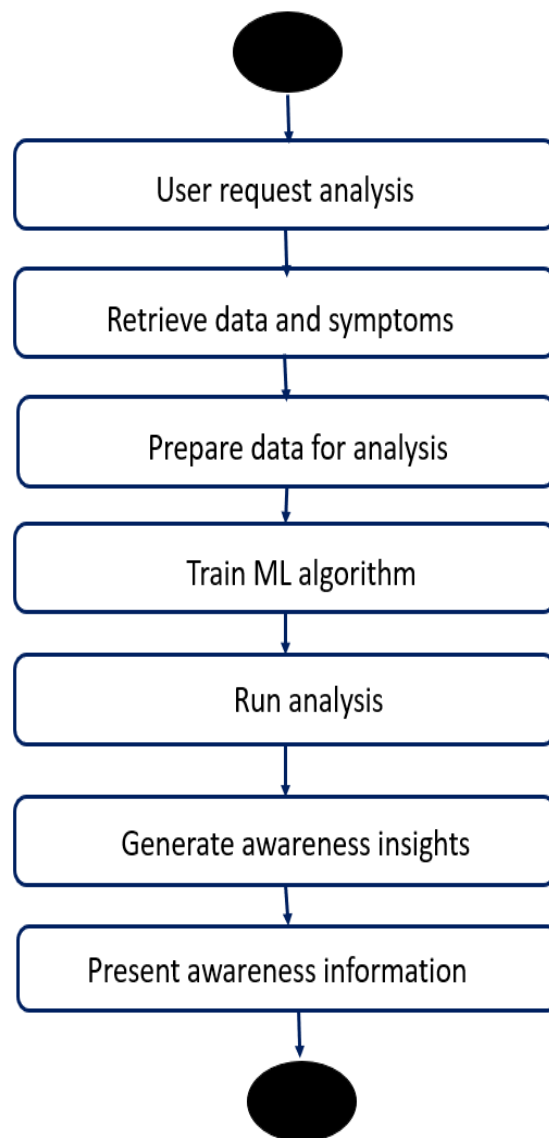 User request analysis
Retrieve data and symptoms
Prepare data for analysis
Train ML algorithm
Run analysis
Generate awareness insights
Present awareness information